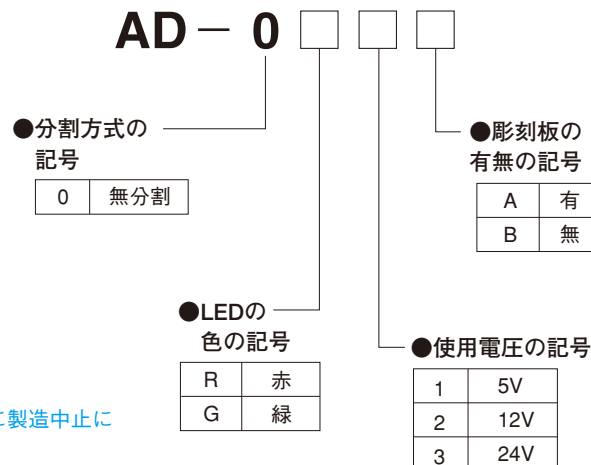 AD－0□□□
●分割方式の
記号
0 無分割
●彫刻板の
有無の記号
A 有
B 無
●LEDの
色の記号
R 赤
G 緑
●使用電圧の記号
1 5V
2 12V
3 24V
に製造中止に